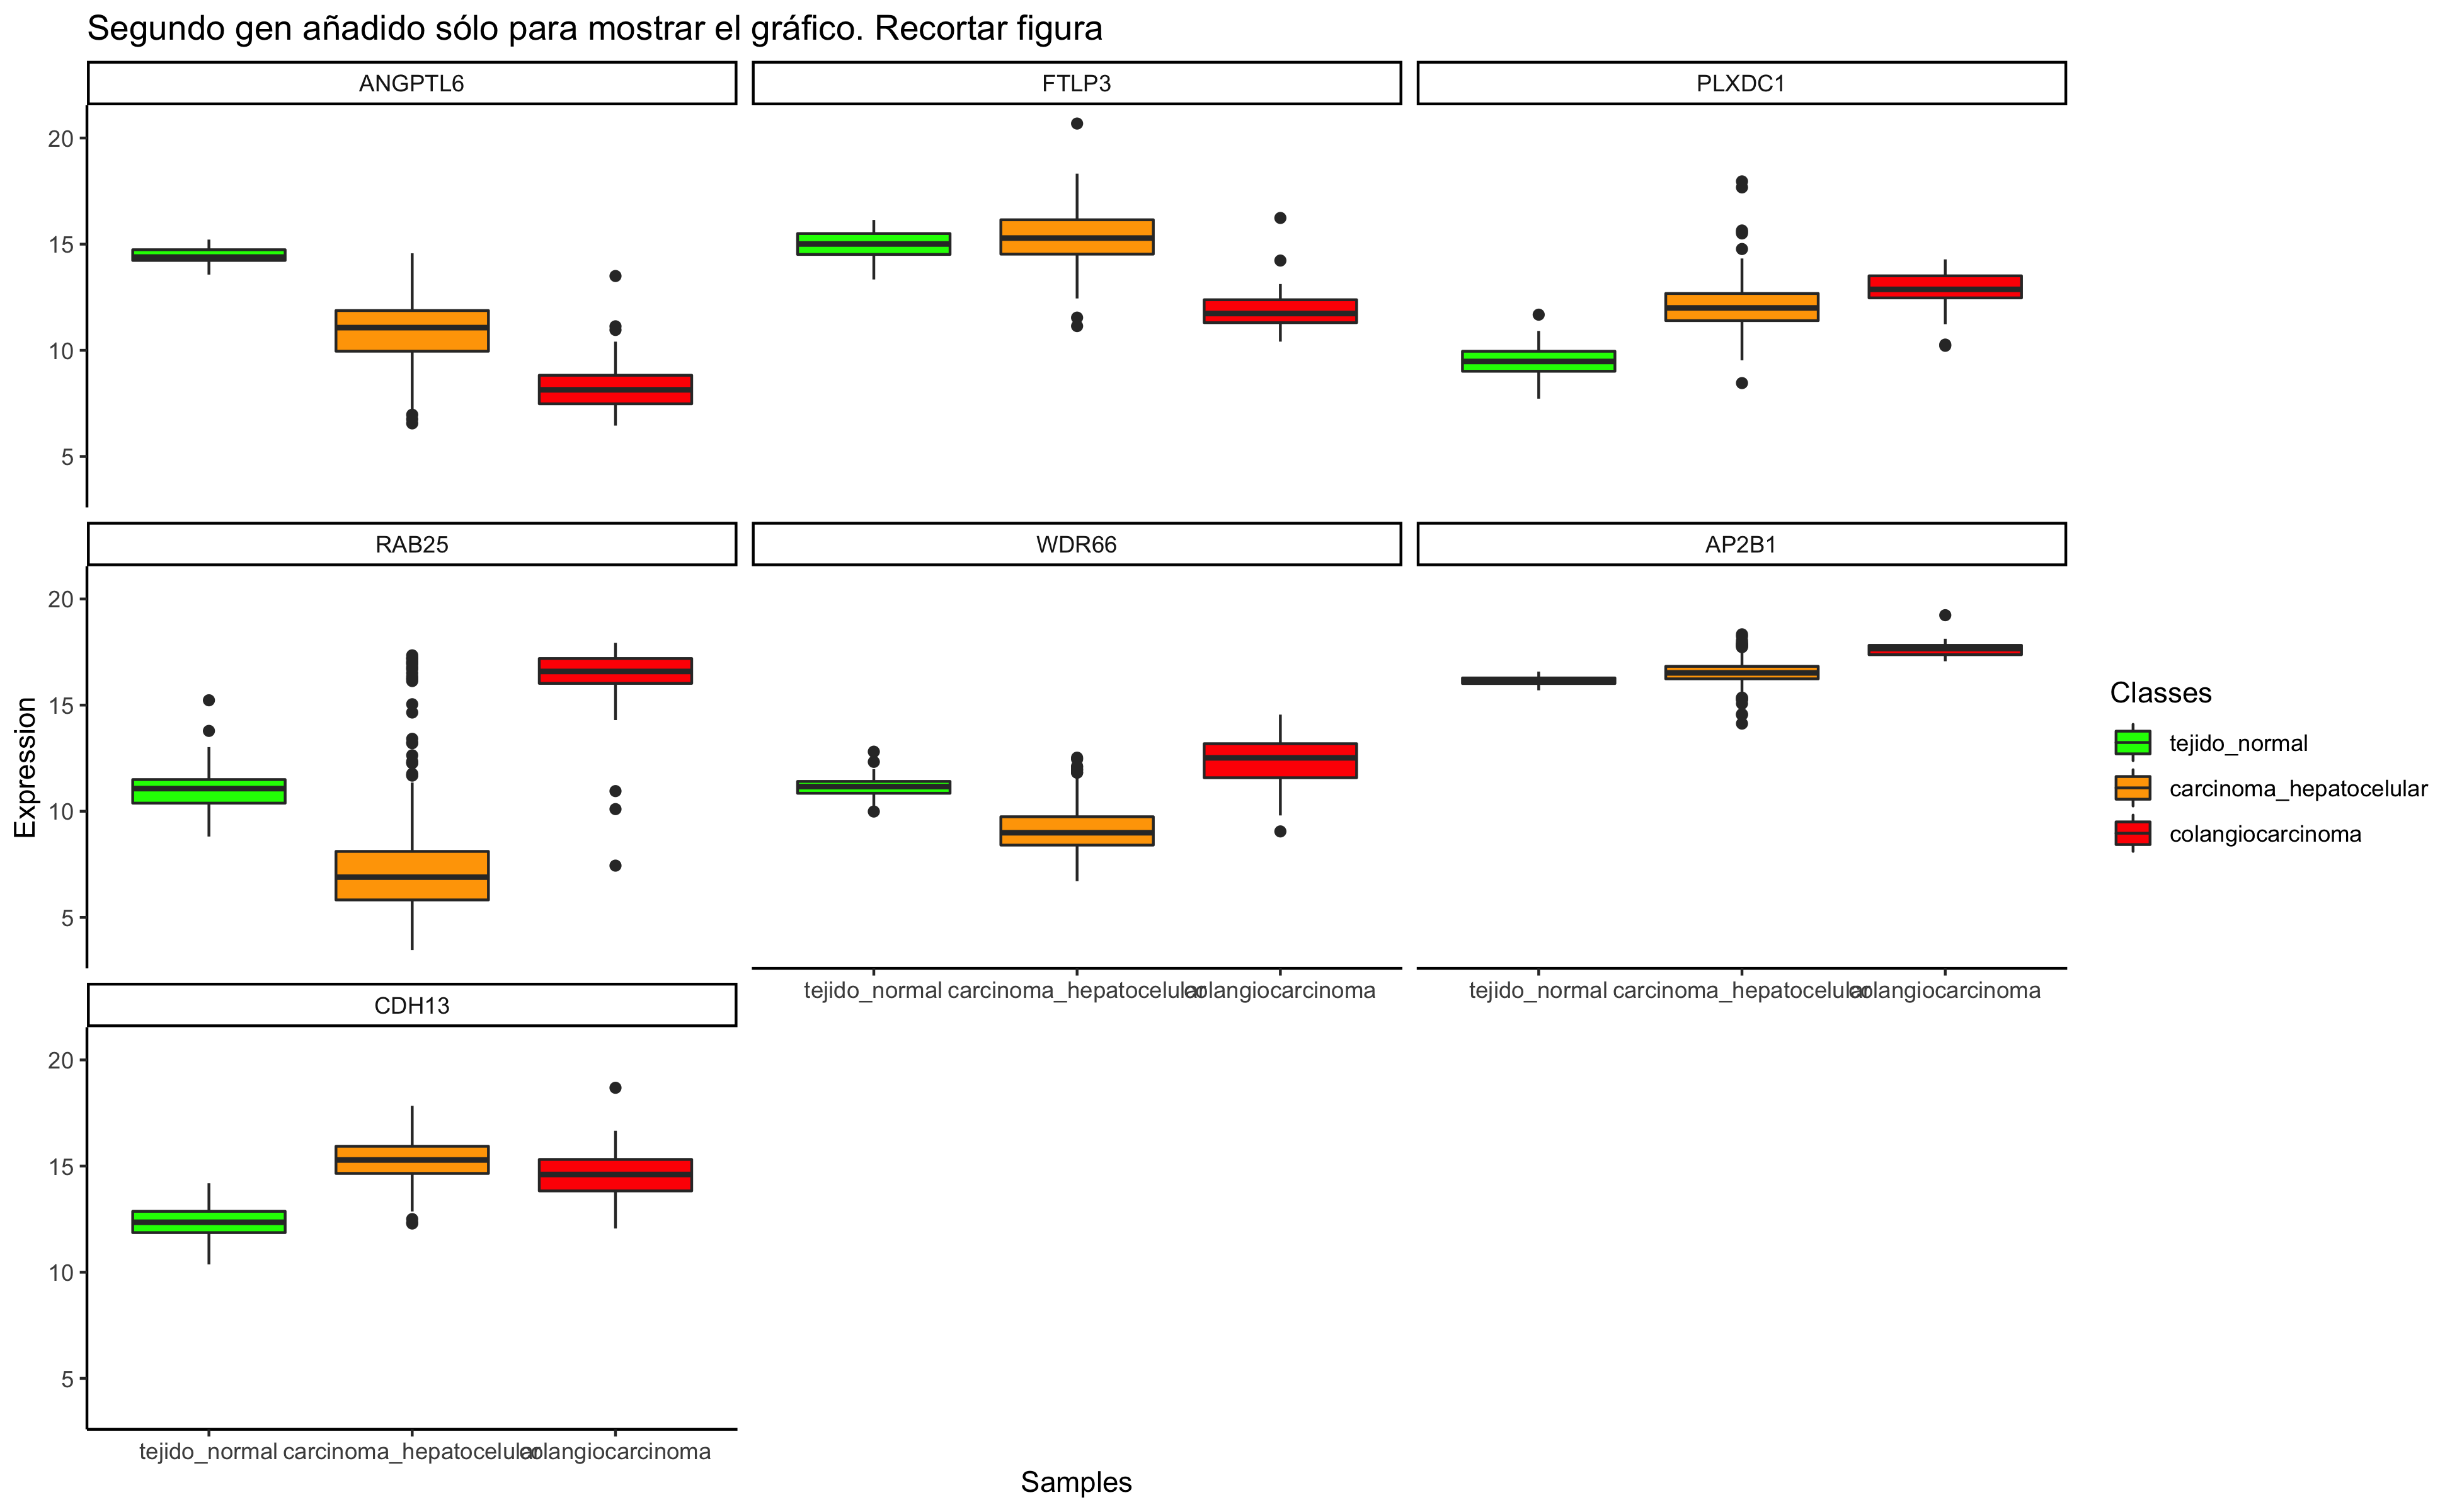 Segundo gen añadido sólo para mostrar el gráfico. Recortar figura
ANGPTL6
FTLP3
PLXDC1
20
15
10
5
RAB25
WDR66
AP2B1
20
15
10
5
Expression
tejido_normal carcinoma_hepatocelular colangiocarcinoma
tejido_normal carcinoma_hepatocelular colangiocarcinoma
CDH13
20
15
10
5
tejido_normal carcinoma_hepatocelular colangiocarcinoma
Samples
Classes
tejido_normal
carcinoma_hepatocelular
colangiocarcinoma